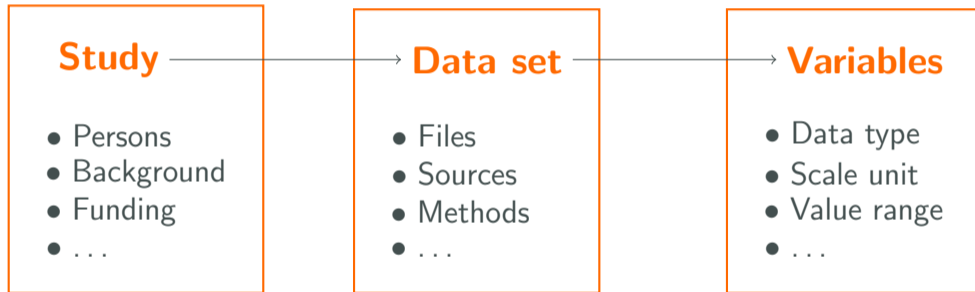 Study
• Persons
• Background
• Funding
• . . .
Data set
• Files
• Sources
• Methods
• . . .
Variables
• Data type
• Scale unit
• Value range
• . . .